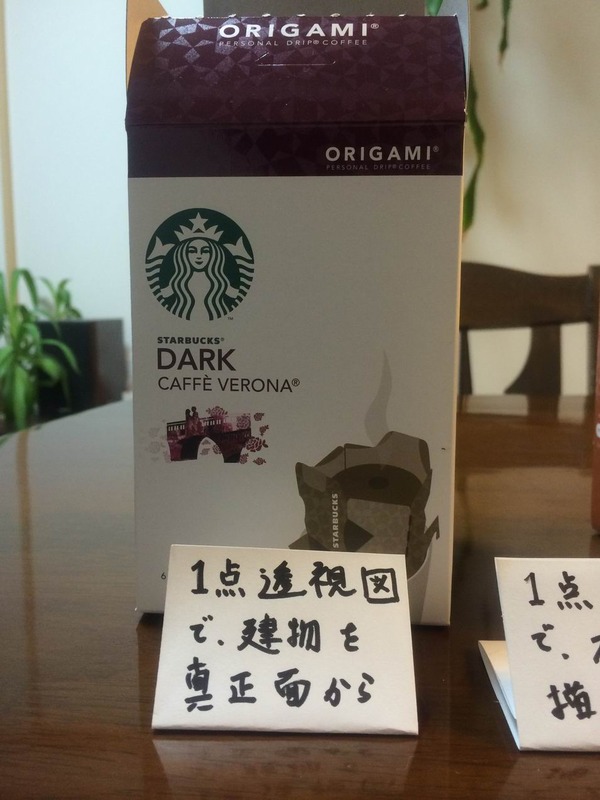 ORIGAMI®
PERSONAL DRIP® COFFEE
ORIGAMI®
PERSONAL DRIP® COFFEE
STARBUCKS®
DARK
CAFFÈ VERONA®
STARBUCKS
6
1点透視図
で、建物を
真正面から
1点
で、
描